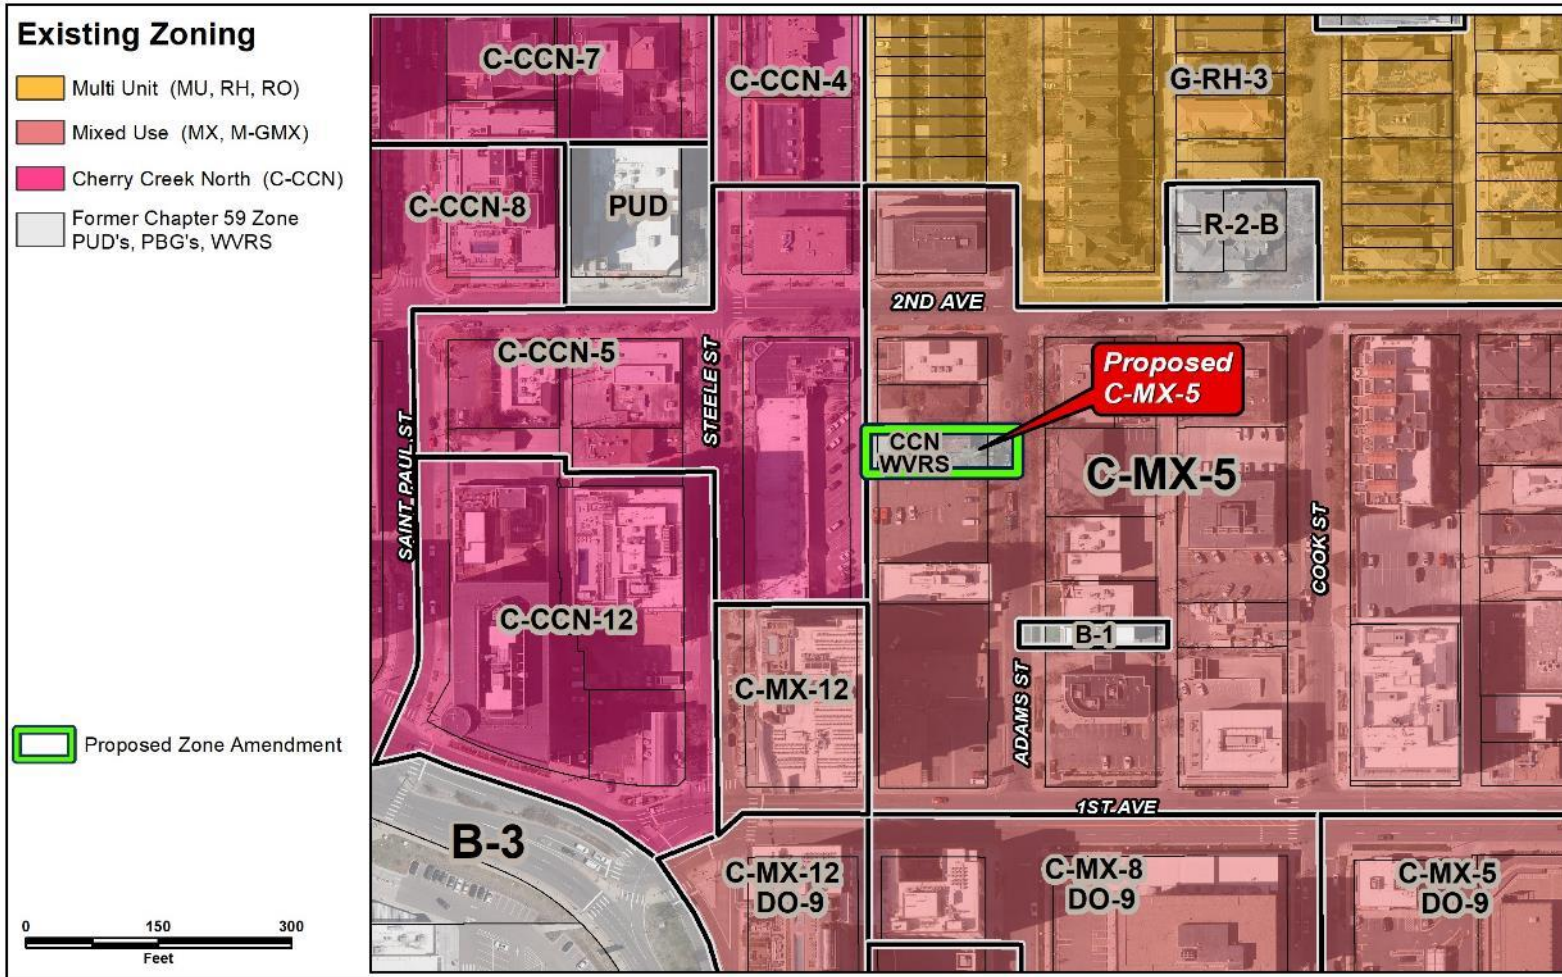 Existing Zoning
Multi Unit (MU, RH, RO)
Mixed Use (MX, M-GMX)
Cherry Creek North (C-CCN)
Former Chapter 59 Zone
PUD's, PBG's, WVRS
Proposed Zone Amendment
0 150 300
Feet
C-CCN-7
C-CCN-4
G-RH-3
C-CCN-8
PUD
R-2-B
2ND AVE
C-CCN-5
STEELE ST
Proposed
C-MX-5
SAINT PAUL ST
CCN
WVRS
C-MX-5
COOK ST
C-CCN-12
B-1
C-MX-12
ADAMS ST
1ST AVE
B-3
C-MX-12
DO-9
C-MX-8
DO-9
C-MX-5
DO-9